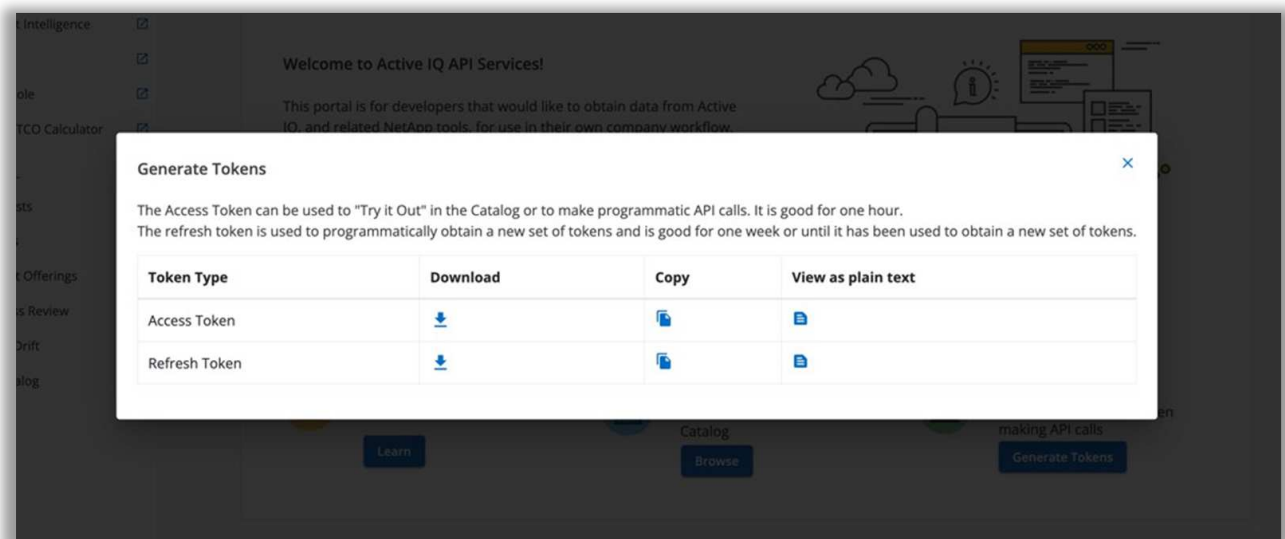 t Intelligence
ole
TCO Calculator
sts
t Offerings
ss Review
Drift
alog
Welcome to Active IQ API Services!
This portal is for developers that would like to obtain data from Active
IQ, and related NetApp tools, for use in their own company workflow.
Generate Tokens
The Access Token can be used to "Try it Out" in the Catalog or to make programmatic API calls. It is good for one hour.
The refresh token is used to programmatically obtain a new set of tokens and is good for one week or until it has been used to obtain a new set of tokens.
Token Type Download Copy View as plain text
Access Token
Refresh Token
en
Catalog making API calls
Learn Browse Generate Tokens